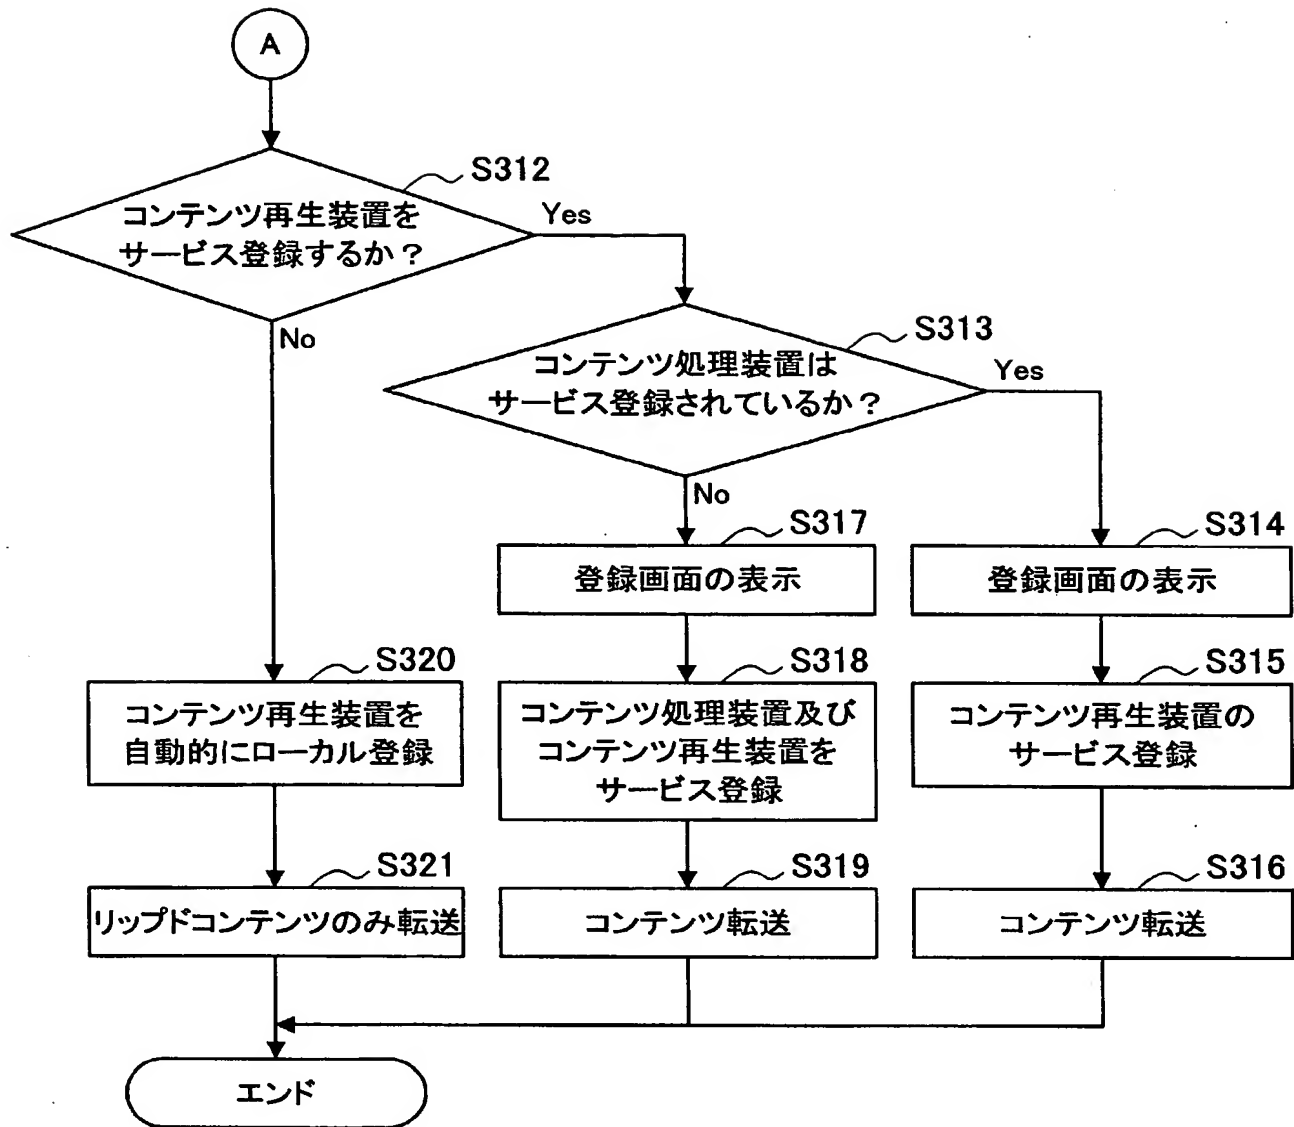 A
S312
コンテンツ再生装置を
サービス登録するか？
Yes
No
S313
コンテンツ処理装置は
サービス登録されているか？
Yes
No
S317
登録画面の表示
S314
登録画面の表示
S320
コンテンツ再生装置を
自動的にローカル登録
S318
コンテンツ処理装置及び
コンテンツ再生装置を
サービス登録
S315
コンテンツ再生装置の
サービス登録
S321
リップドコンテンツのみ転送
S319
コンテンツ転送
S316
コンテンツ転送
エンド